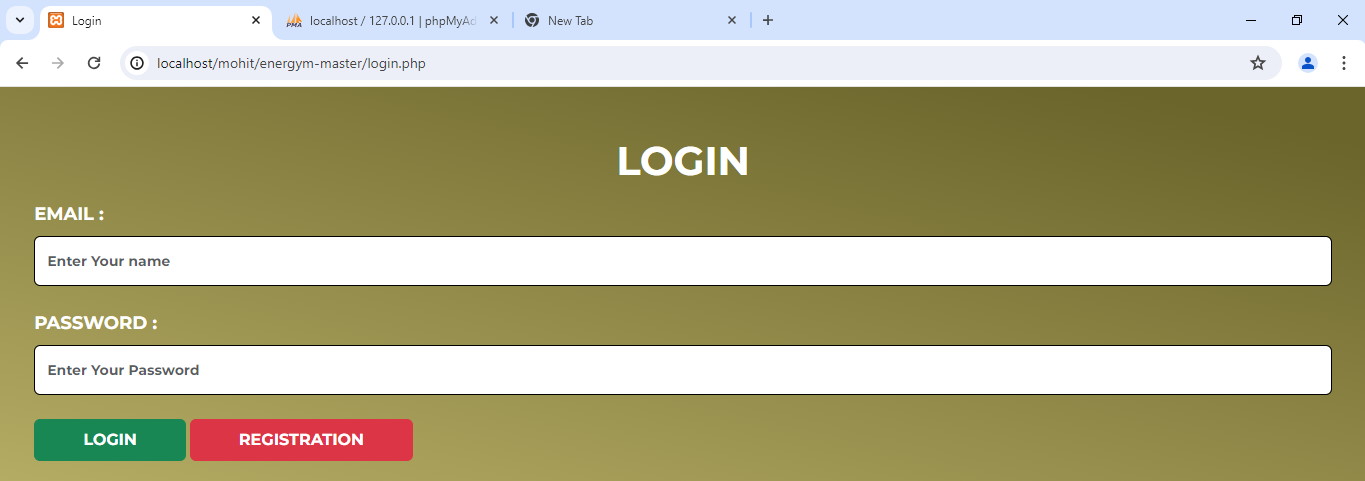 Login
localhost / 127.0.0.1 | phpMyAd
New Tab
localhost/mohit/energym-master/login.php
LOGIN
EMAIL :
Enter Your name
PASSWORD :
Enter Your Password
LOGIN
REGISTRATION